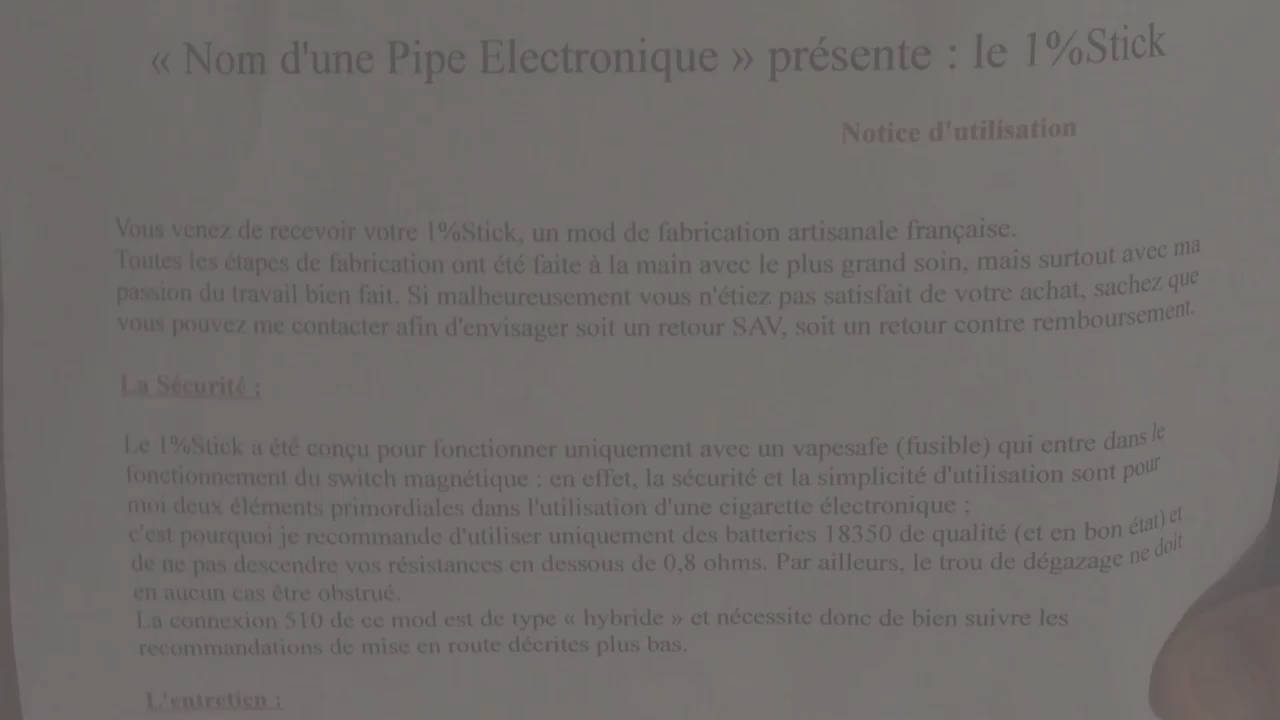 « Nom d'une Pipe Electronique » présente : le 1%Stick
Notice d'utilisation
Vous venez de recevoir votre 1%Stick, un mod de fabrication artisanale française.
Toutes les étapes de fabrication ont été faite à la main avec le plus grand soin, mais surtout avec ma
passion du travail bien fait. Si malheureusement vous n'étiez pas satisfait de votre achat, sachez que
vous pouvez me contacter afin d'envisager soit un retour SAV, soit un retour contre remboursement.
La Sécurité :
Le 1%Stick a été conçu pour fonctionner uniquement avec un vapesafe (fusible) qui entre dans le
fonctionnement du switch magnétique : en effet, la sécurité et la simplicité d'utilisation sont pour
moi deux éléments primordiales dans l'utilisation d'une cigarette électronique ;
c'est pourquoi je recommande d'utiliser uniquement des batteries 18350 de qualité (et en bon état) et
de ne pas descendre vos résistances en dessous de 0,8 ohms. Par ailleurs, le trou de dégazage ne doit
en aucun cas être obstrué.
La connexion 510 de ce mod est de type « hybride » et nécessite donc de bien suivre les
recommandations de mise en route décrites plus bas.
L'entretien :